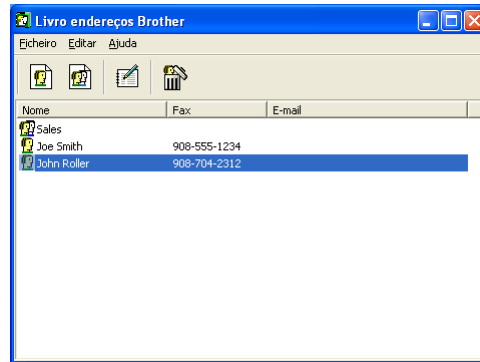 Livro endereços Brother
Ficheiro Editar Ajuda
Nome Fax E-mail
Sales
Joe Smith 908-555-1234
John Roller 908-704-2312